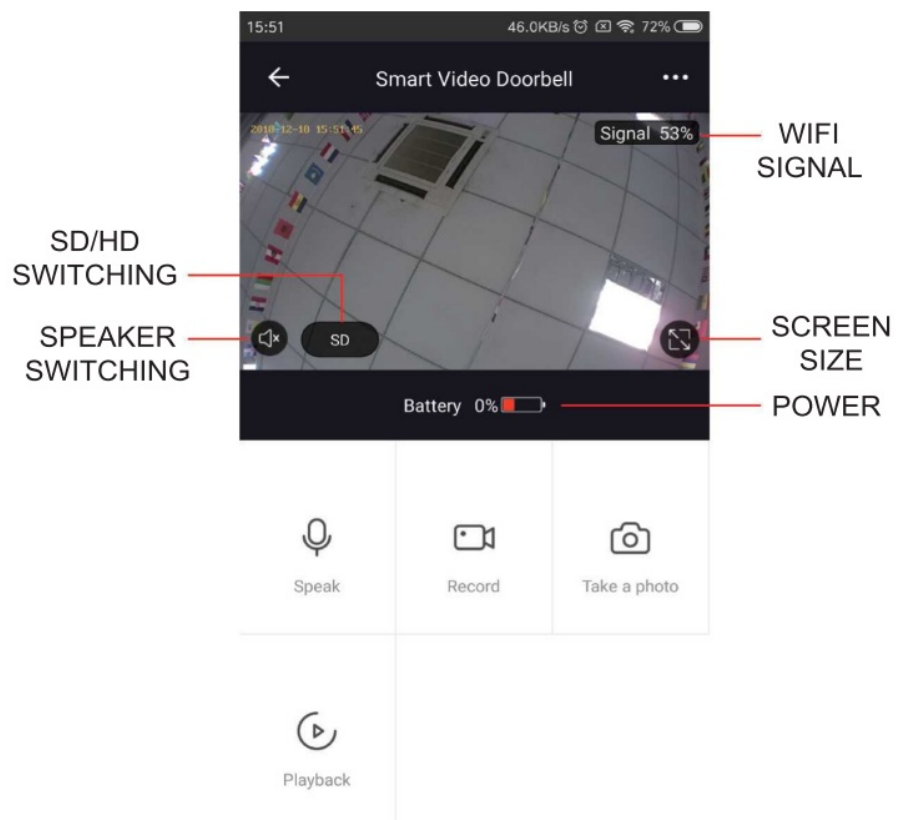 15:51
46.0KB/s 72%
Smart Video Doorbell
2018-12-10 15:51:45
Signal 53%
WIFI
SIGNAL
SD/HD
SWITCHING
SPEAKER
SWITCHING
SD
SCREEN
SIZE
Battery 0%
POWER
Speak
Record
Take a photo
Playback